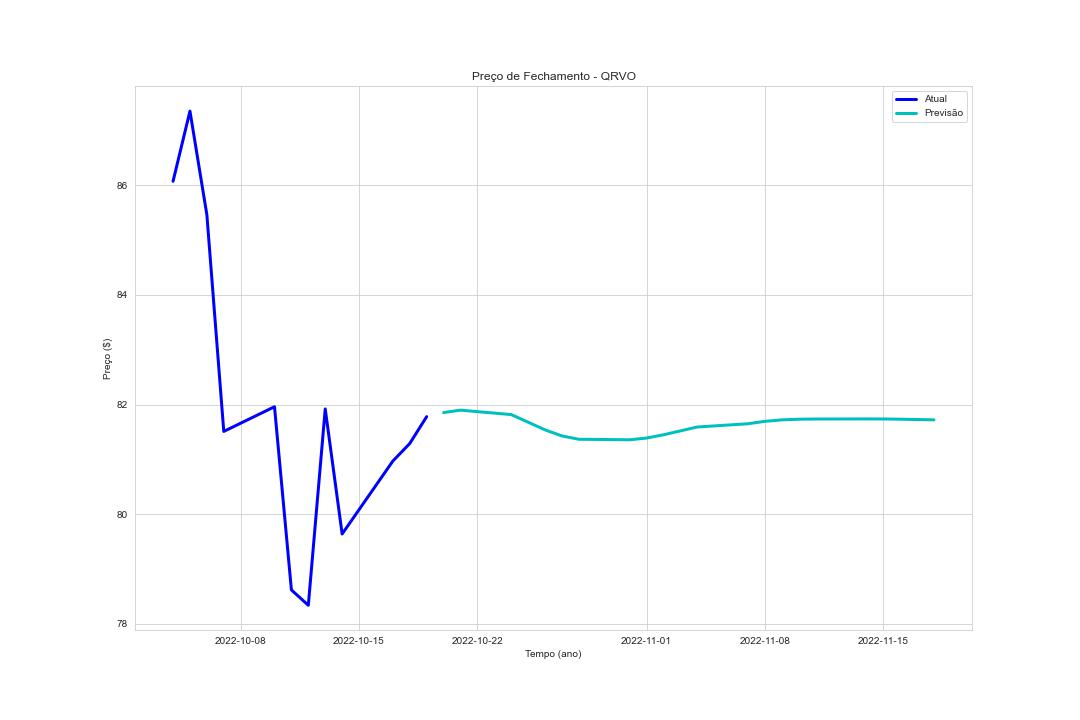 Preço de Fechamento - QRVO
Atual
Previsão
Preço ($)
86
84
82
80
78
2022-10-08
2022-10-15
2022-10-22
2022-11-01
2022-11-08
2022-11-15
Tempo (ano)